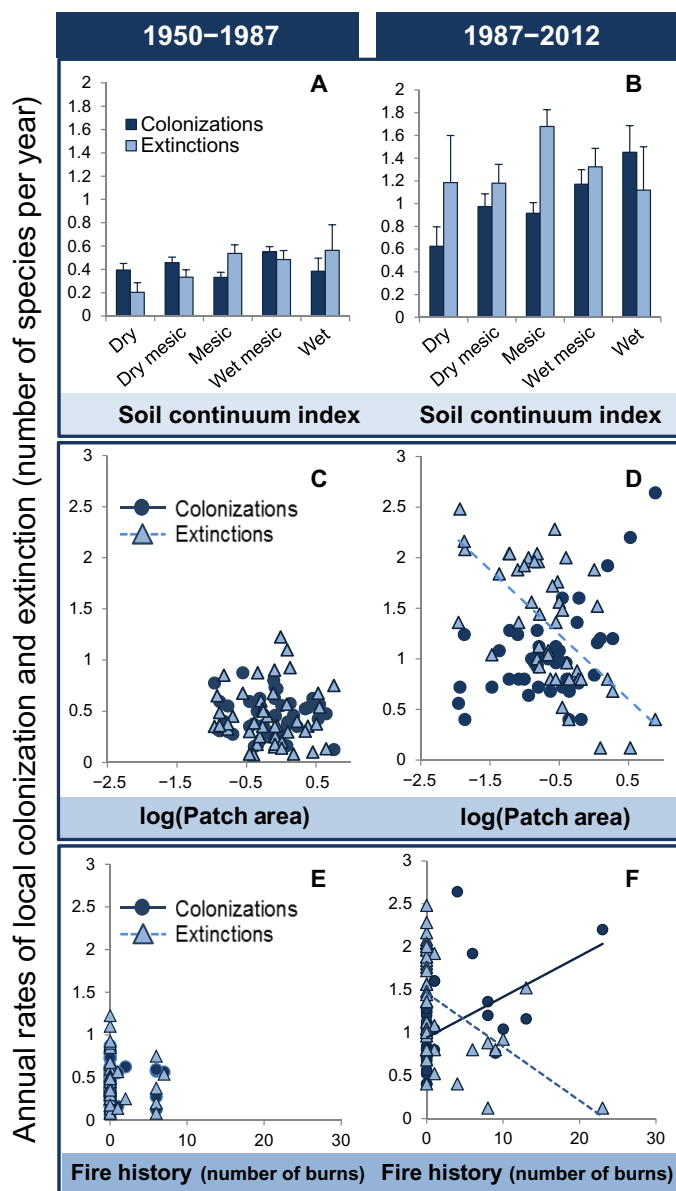 1950–1987
1987–2012
Annual rates of local colonization and extinction (number of species per year)
A
2
1.8
1.6
1.4
1.2
1
0.8
0.6
0.4
0.2
0
Colonizations
Extinctions
Dry
Dry mesic
Mesic
Wet mesic
Wet
Soil continuum index
B
2
1.8
1.6
1.4
1.2
1
0.8
0.6
0.4
0.2
0
Dry
Dry mesic
Mesic
Wet mesic
Wet
Soil continuum index
C
3
2.5
2
1.5
1
0.5
0
Colonizations
Extinctions
−2.5
−1.5
−0.5
0.5
log(Patch area)
D
3
2.5
2
1.5
1
0.5
0
−2.5
−1.5
−0.5
0.5
log(Patch area)
E
3
2.5
2
1.5
1
0.5
0
Colonizations
Extinctions
0
10
20
30
Fire history (number of burns)
F
3
2.5
2
1.5
1
0.5
0
0
10
20
30
Fire history (number of burns)